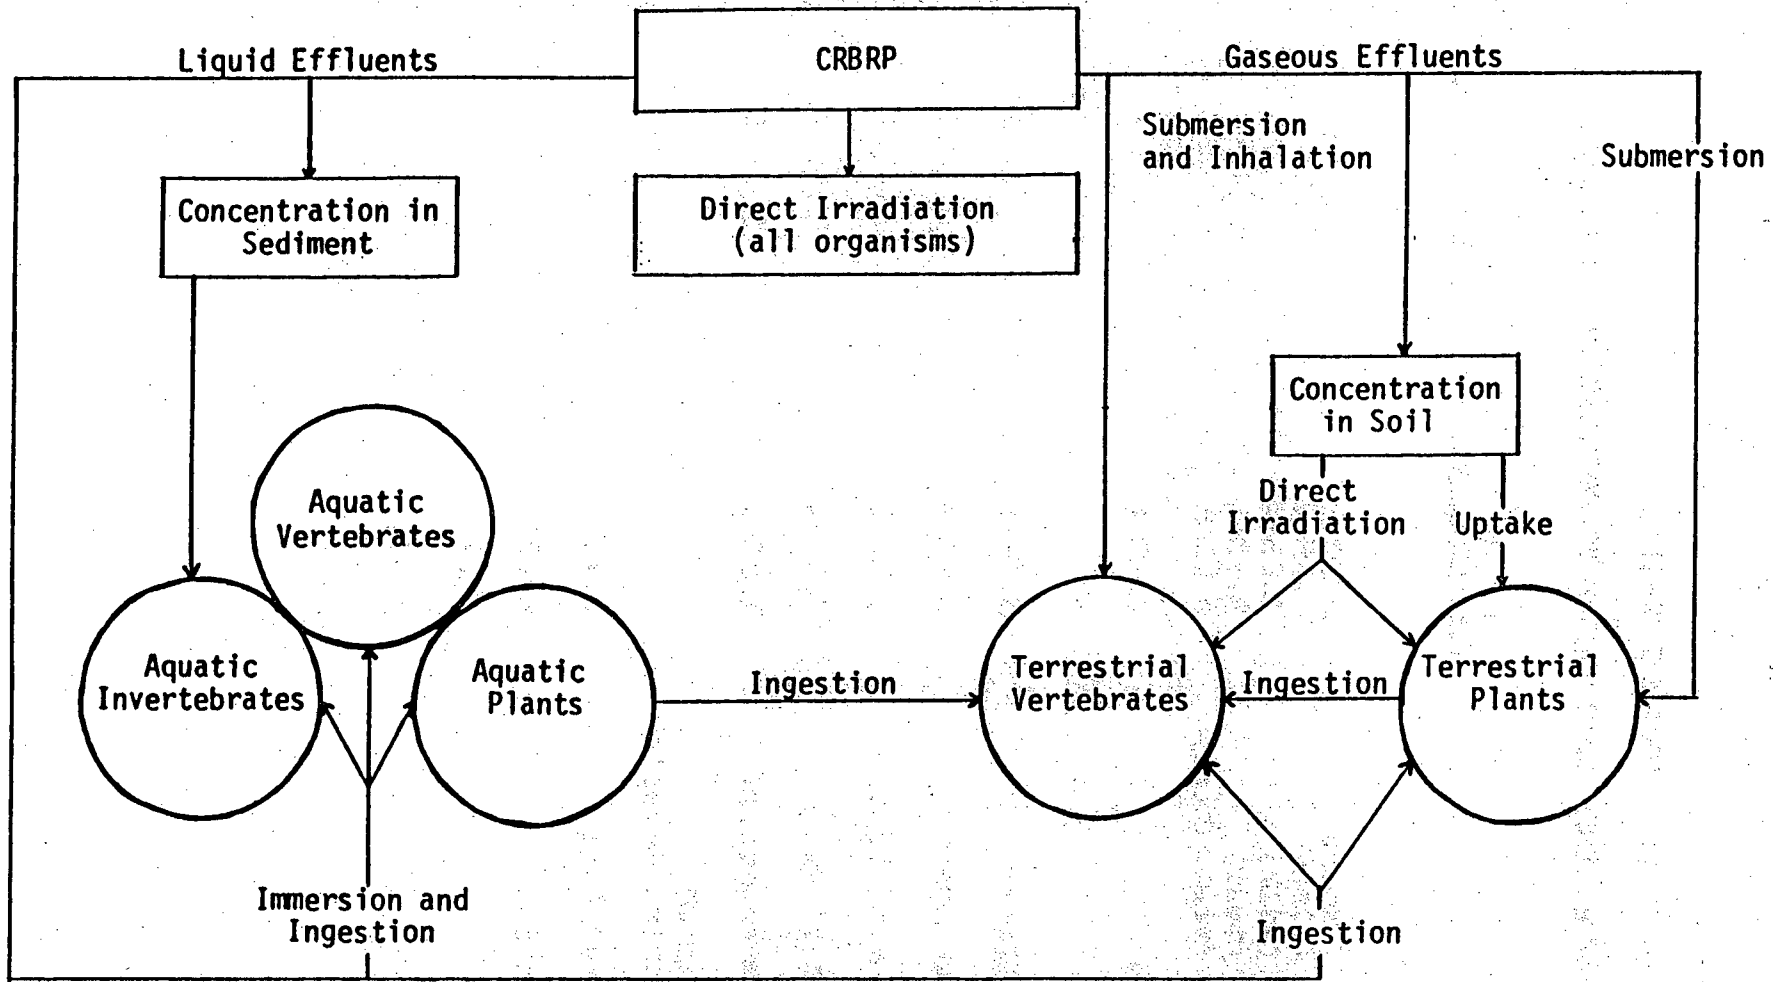 Liquid Effluents
CRBRP
Gaseous Effluents
Submersion
and Inhalation
Submersion
Concentration in
Sediment
Direct Irradiation
(all organisms)
Concentration
in Soil
Direct
Irradiation
Uptake
Aquatic
Vertebrates
Aquatic
Invertebrates
Aquatic
Plants
Ingestion
Terrestrial
Vertebrates
Ingestion
Terrestrial
Plants
Immersion and
Ingestion
Ingestion